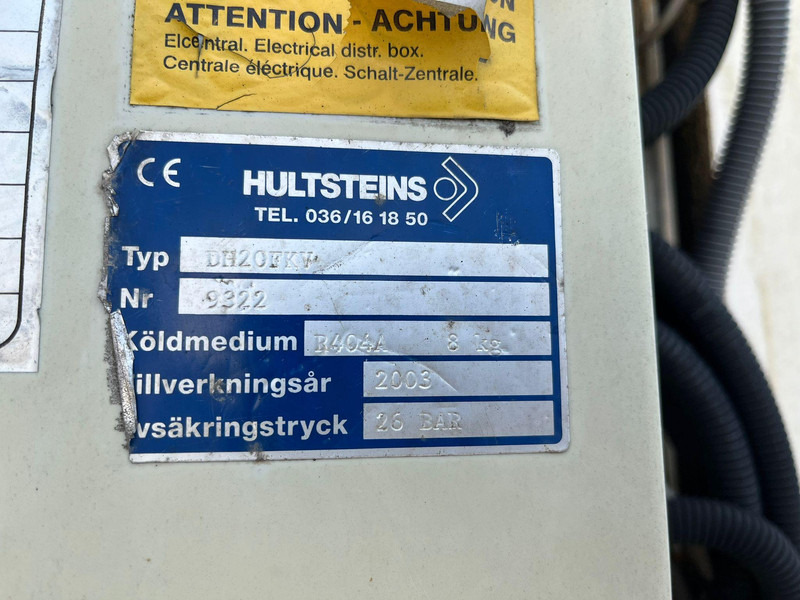 ON
ATTENTION - ACHTUNG
Elcentral. Electrical distr. box.
Centrale électrique. Schalt-Zentrale.
CE
HULTSTEINS
TEL. 036/16 18 50
Typ DH20FKV
Nr 9322
Köldmedium R404A 8 kg
illverkningsår 2003
vsäkringstryck 26 BAR